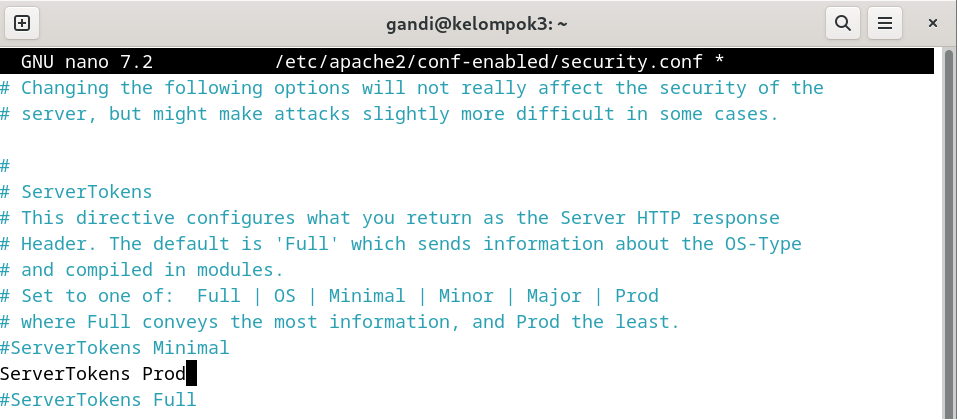 gandi@kelompok3: ~
GNU nano 7.2 /etc/apache2/conf-enabled/security.conf *
# Changing the following options will not really affect the security of the
# server, but might make attacks slightly more difficult in some cases.
#
# ServerTokens
# This directive configures what you return as the Server HTTP response
# Header. The default is 'Full' which sends information about the OS-Type
# and compiled in modules.
# Set to one of:  Full | OS | Minimal | Minor | Major | Prod
# where Full conveys the most information, and Prod the least.
#ServerTokens Minimal
ServerTokens Prod
#ServerTokens Full